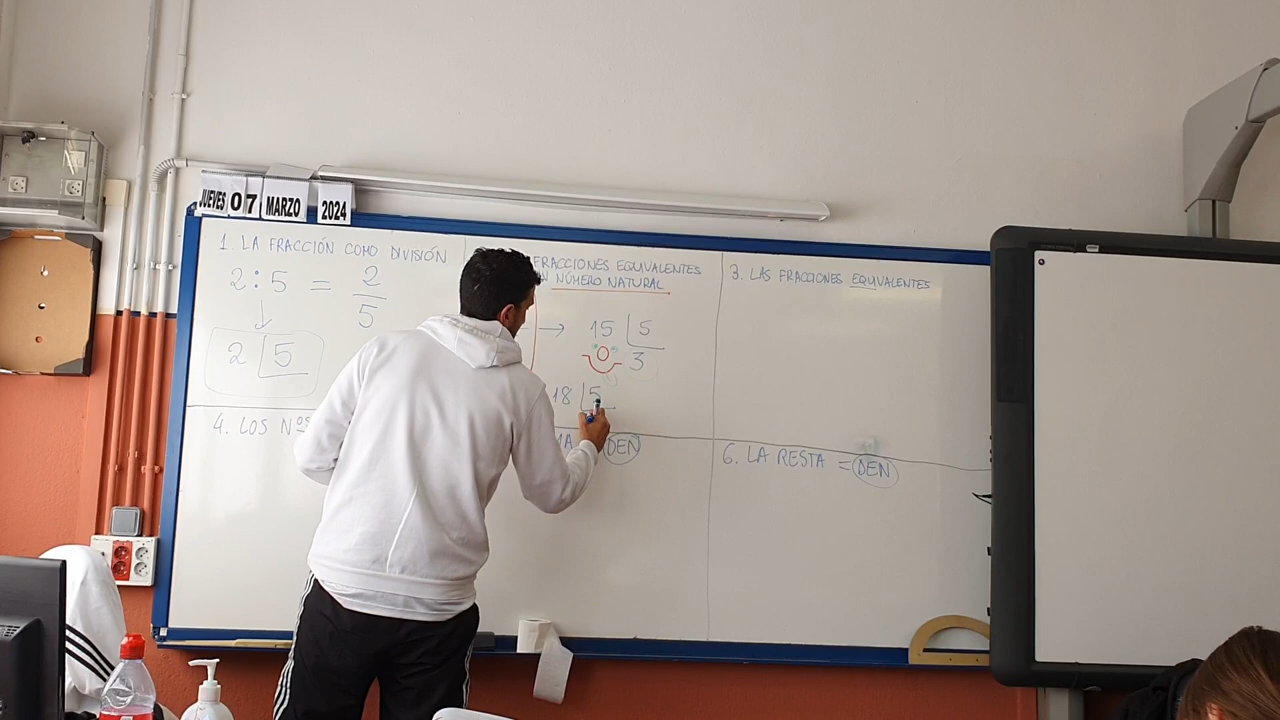 JUEVES 07 MARZO 2024
1. LA FRACCIÓN COMO DIVISIÓN
2:5 = 2/5
2 5
FRACCIONES EQUIVALENTES
NÚMERO NATURAL
→ 15 5
0 3
18 5
3. LAS FRACCIONES EQUIVALENTES
4. LOS Nºs
DEN
6. LA RESTA = DEN